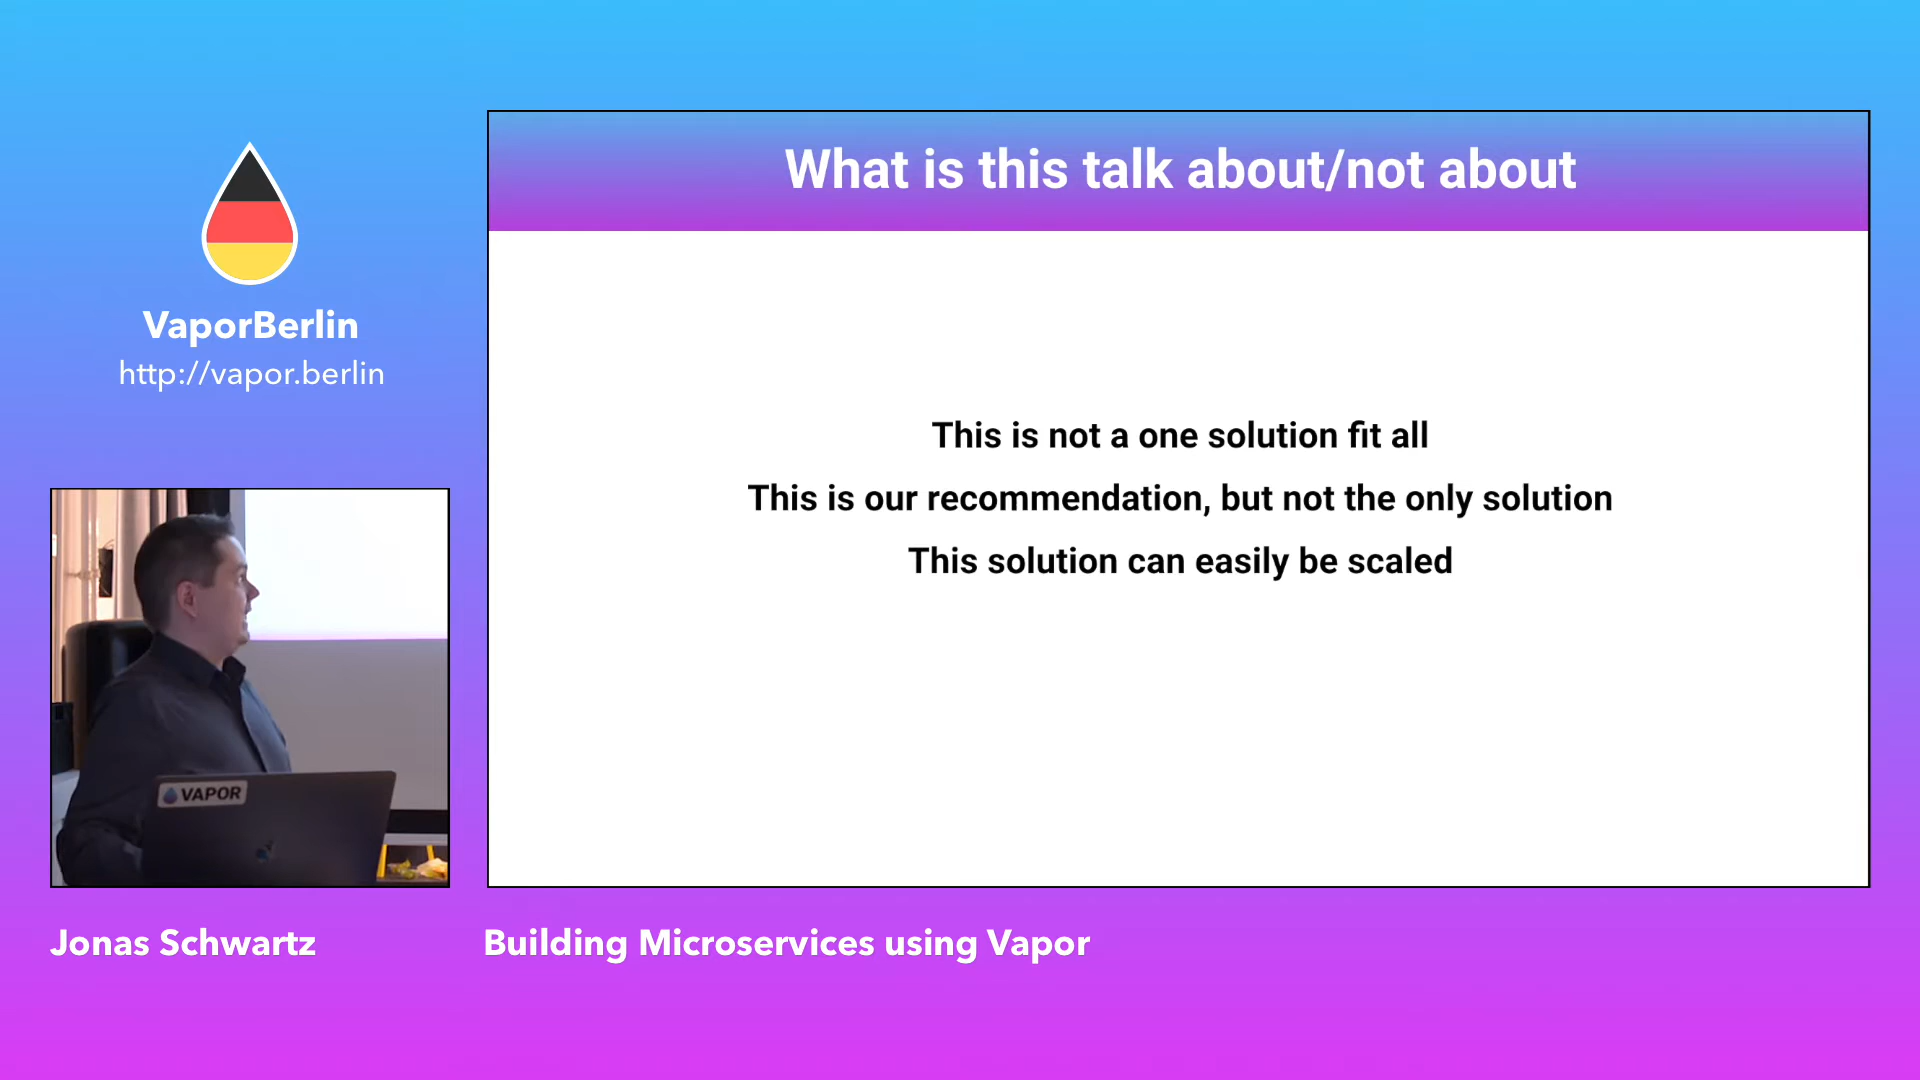 VaporBerlin
http://vapor.berlin
What is this talk about/not about
This is not a one solution fit all
This is our recommendation, but not the only solution
This solution can easily be scaled
VAPOR
Jonas Schwartz
Building Microservices using Vapor